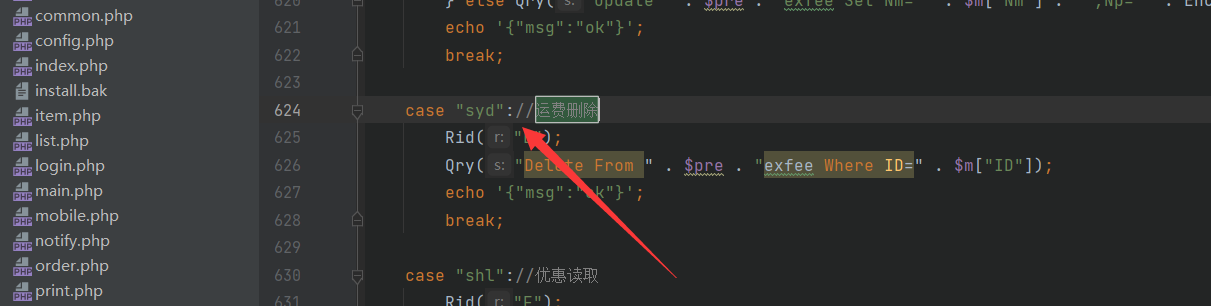 common.php
config.php
index.php
install.bak
item.php
list.php
login.php
main.php
mobile.php
notify.php
order.php
print.php
620 } else Qry( s: "Update " . $pre . "exfee Set Nm='" . $m["Nm"] . "',Np='" .
621 echo '{"msg":"ok"}';
622 break;
623
624 case "syd"://运费删除
625 Rid( r: );
626 Qry( s: "Delete From " . $pre . "exfee Where ID=" . $m["ID"]);
627 echo '{"msg":"ok"}';
628 break;
629
630 case "shl"://优惠读取
631 Rid( r: "F");